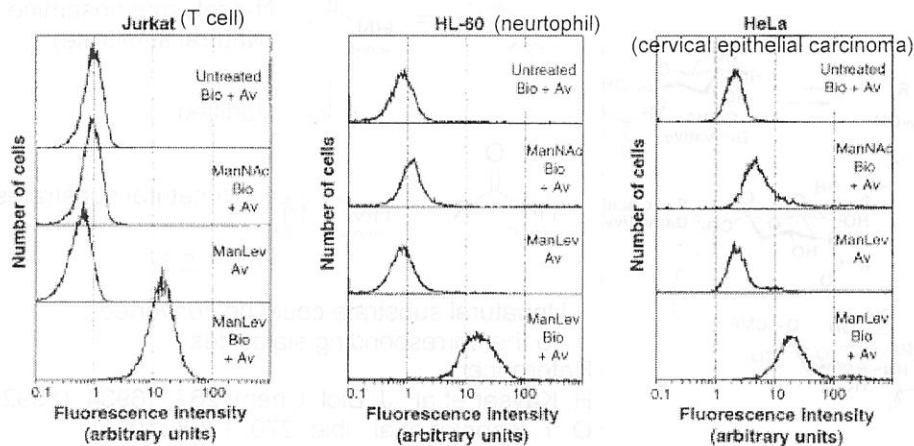 Jurkat (T cell)
Number of cells
Untreated
Bio + Av
ManNAc
Bio
+ Av
ManLev
Av
ManLev
Bio
+ Av
0.1 10 100
Fluorescence Intensity
(arbitrary units)
HL-60 (neurtophil)
Number of cells
Untreated
Bio + Av
ManNAc
Bio
+ Av
ManLev
Av
ManLev
Bio
+ Av
0.1 10 100
Fluorescence Intensity
(arbitrary units)
HeLa
(cervical epithelial carcinoma)
Number of cells
Untreated
Bio + Av
ManNAc
Bio
+ Av
ManLev
Av
ManLev
Bio
+ Av
0.1 1 10 100
Fluorescence Intensity
(arbitrary units)